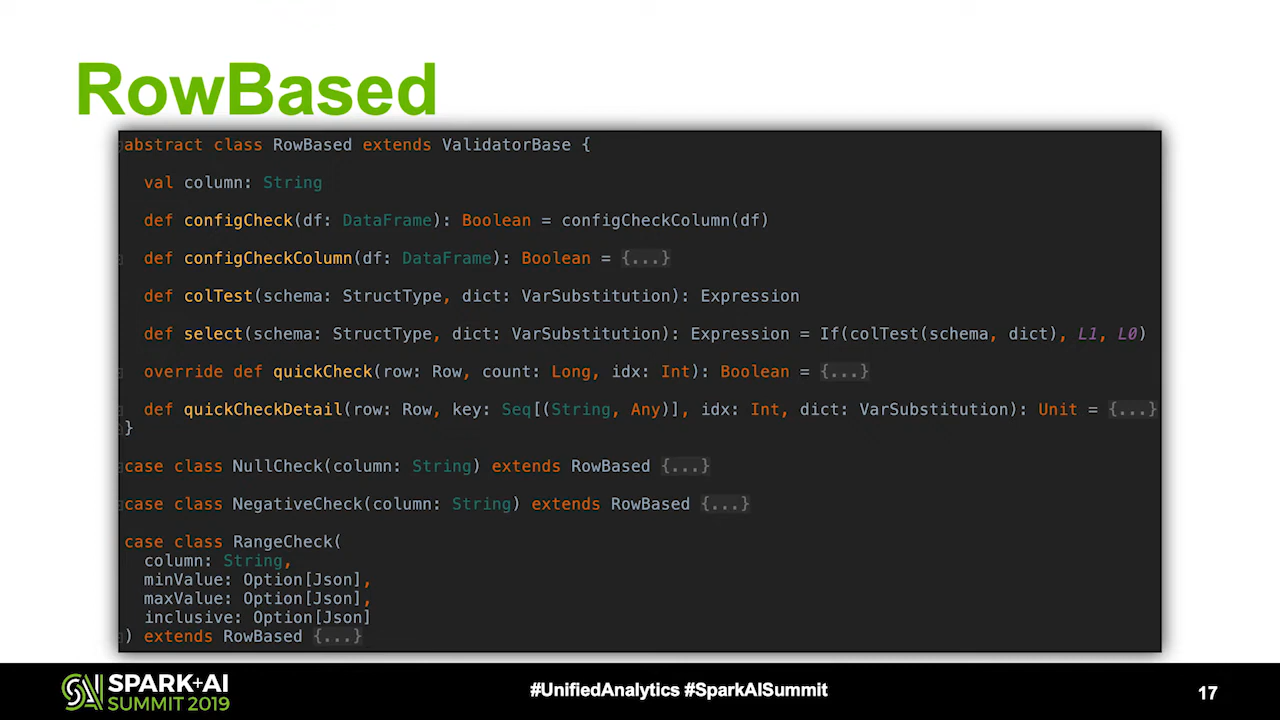 RowBased
abstract class RowBased extends ValidatorBase {
val column: String
def configCheck(df: DataFrame): Boolean = configCheckColumn(df)
def configCheckColumn(df: DataFrame): Boolean = {...}
def colTest(schema: StructType, dict: VarSubstitution): Expression
def select(schema: StructType, dict: VarSubstitution): Expression = If(colTest(schema, dict), L1, L0)
override def quickCheck(row: Row, count: Long, idx: Int): Boolean = {...}
def quickCheckDetail(row: Row, key: Seq[(String, Any)], idx: Int, dict: VarSubstitution): Unit = {...}
}
case class NullCheck(column: String) extends RowBased {...}
case class NegativeCheck(column: String) extends RowBased {...}
case class RangeCheck(
column: String,
minValue: Option[Json],
maxValue: Option[Json],
inclusive: Option[Json]
) extends RowBased {...}
SPARK+AI
SUMMIT 2019
#UnifiedAnalytics #SparkAISummit
17